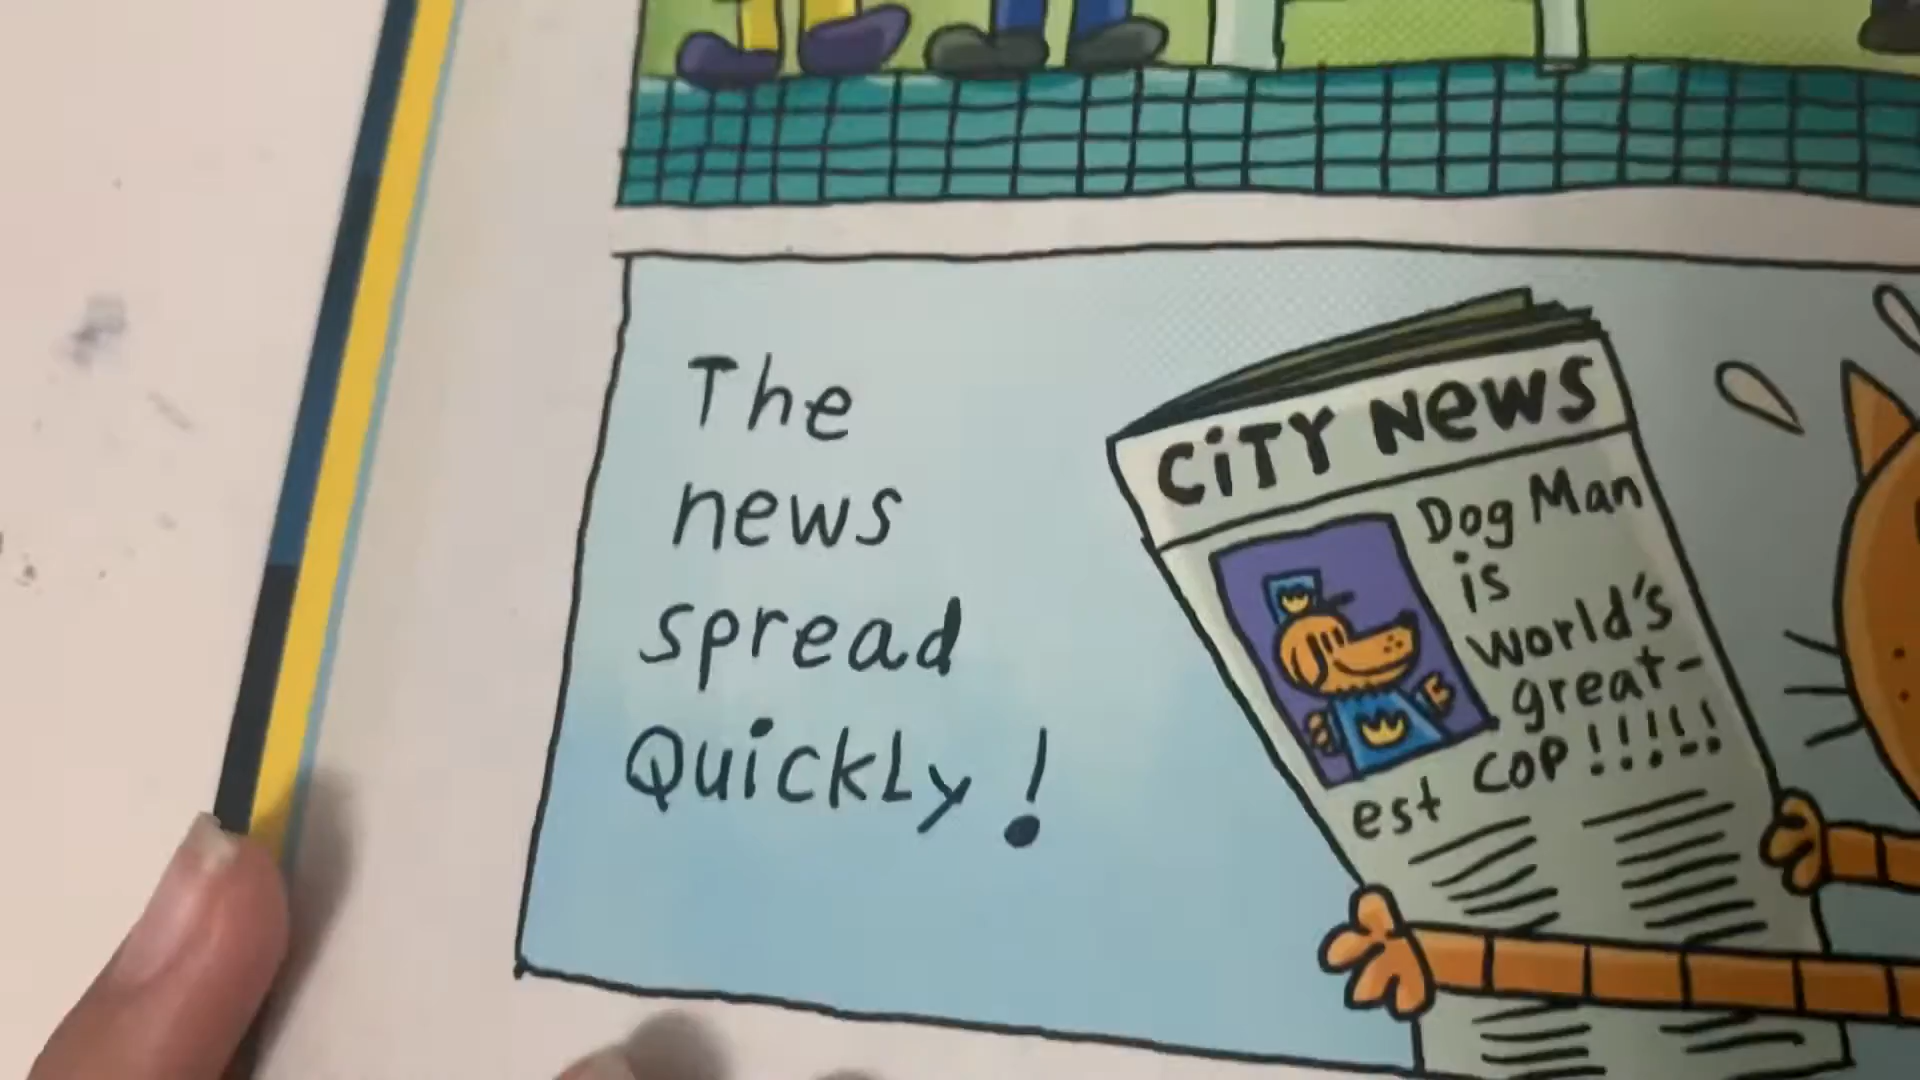 The
news
spread
QuickLy!
CiTY News
Dog Man
is
world's
great-
est COP!!!!!